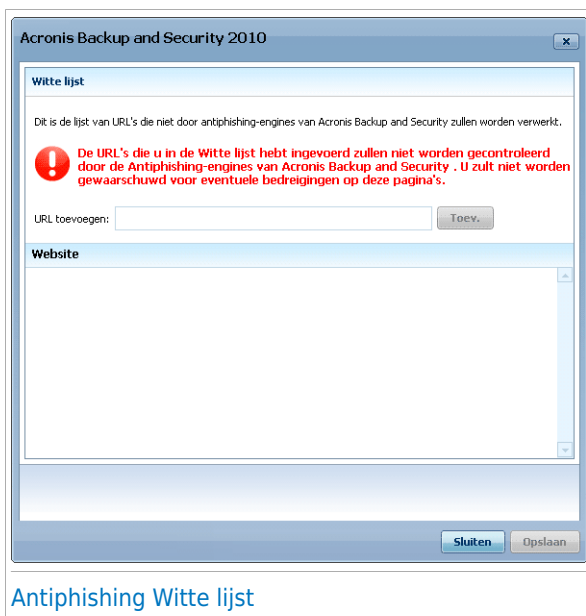 Acronis Backup and Security 2010
Witte lijst
Dit is de lijst van URL's die niet door antiphishing-engines van Acronis Backup and Security zullen worden verwerkt.
De URL's die u in de Witte lijst hebt ingevoerd zullen niet worden gecontroleerd
door de Antiphishing-engines van Acronis Backup and Security . U zult niet worden
gewaarschuwd voor eventuele bedreigingen op deze pagina's.
URL toevoegen:
Toev.
Website
Sluiten
Opslaan
Antiphishing Witte lijst